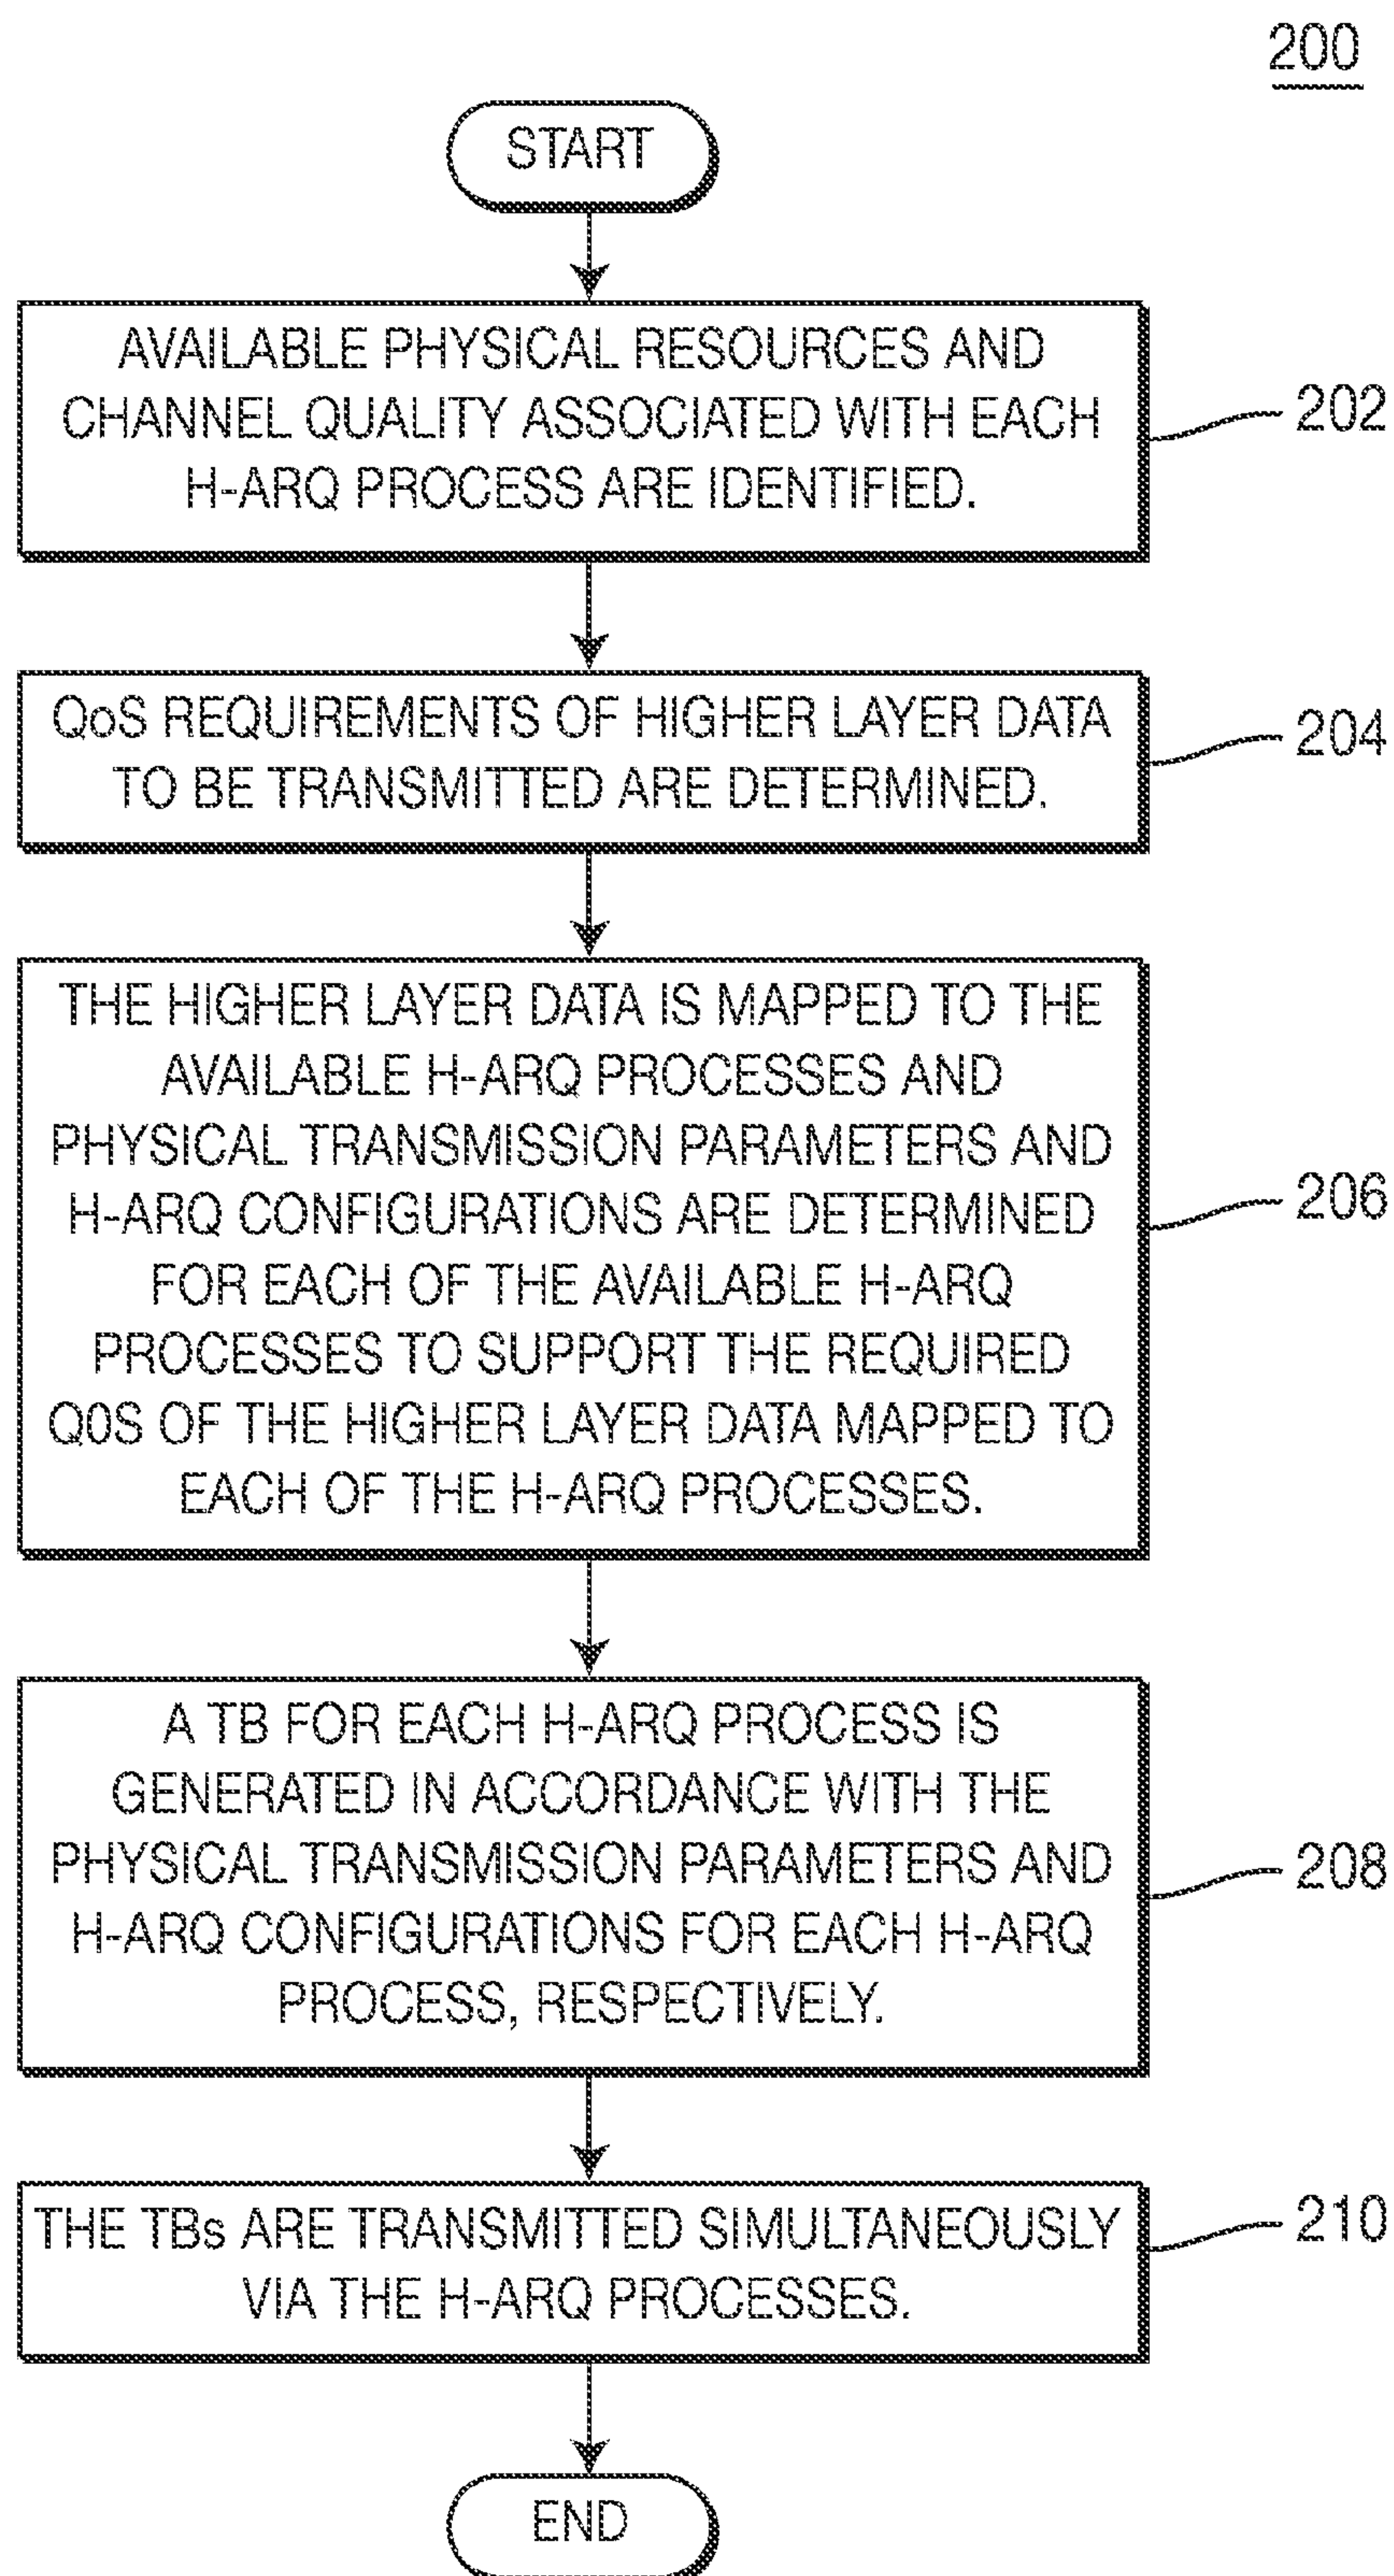 200
START
AVAILABLE PHYSICAL RESOURCES AND
CHANNEL QUALITY ASSOCIATED WITH EACH
H-ARQ PROCESS ARE IDENTIFIED.
202
QoS REQUIREMENTS OF HIGHER LAYER DATA
TO BE TRANSMITTED ARE DETERMINED.
204
THE HIGHER LAYER DATA IS MAPPED TO THE
AVAILABLE H-ARQ PROCESSES AND
PHYSICAL TRANSMISSION PARAMETERS AND
H-ARQ CONFIGURATIONS ARE DETERMINED
FOR EACH OF THE AVAILABLE H-ARQ
PROCESSES TO SUPPORT THE REQUIRED
Q0S OF THE HIGHER LAYER DATA MAPPED TO
EACH OF THE H-ARQ PROCESSES.
206
A TB FOR EACH H-ARQ PROCESS IS
GENERATED IN ACCORDANCE WITH THE
PHYSICAL TRANSMISSION PARAMETERS AND
H-ARQ CONFIGURATIONS FOR EACH H-ARQ
PROCESS, RESPECTIVELY.
208
THE TBs ARE TRANSMITTED SIMULTANEOUSLY
VIA THE H-ARQ PROCESSES.
210
END